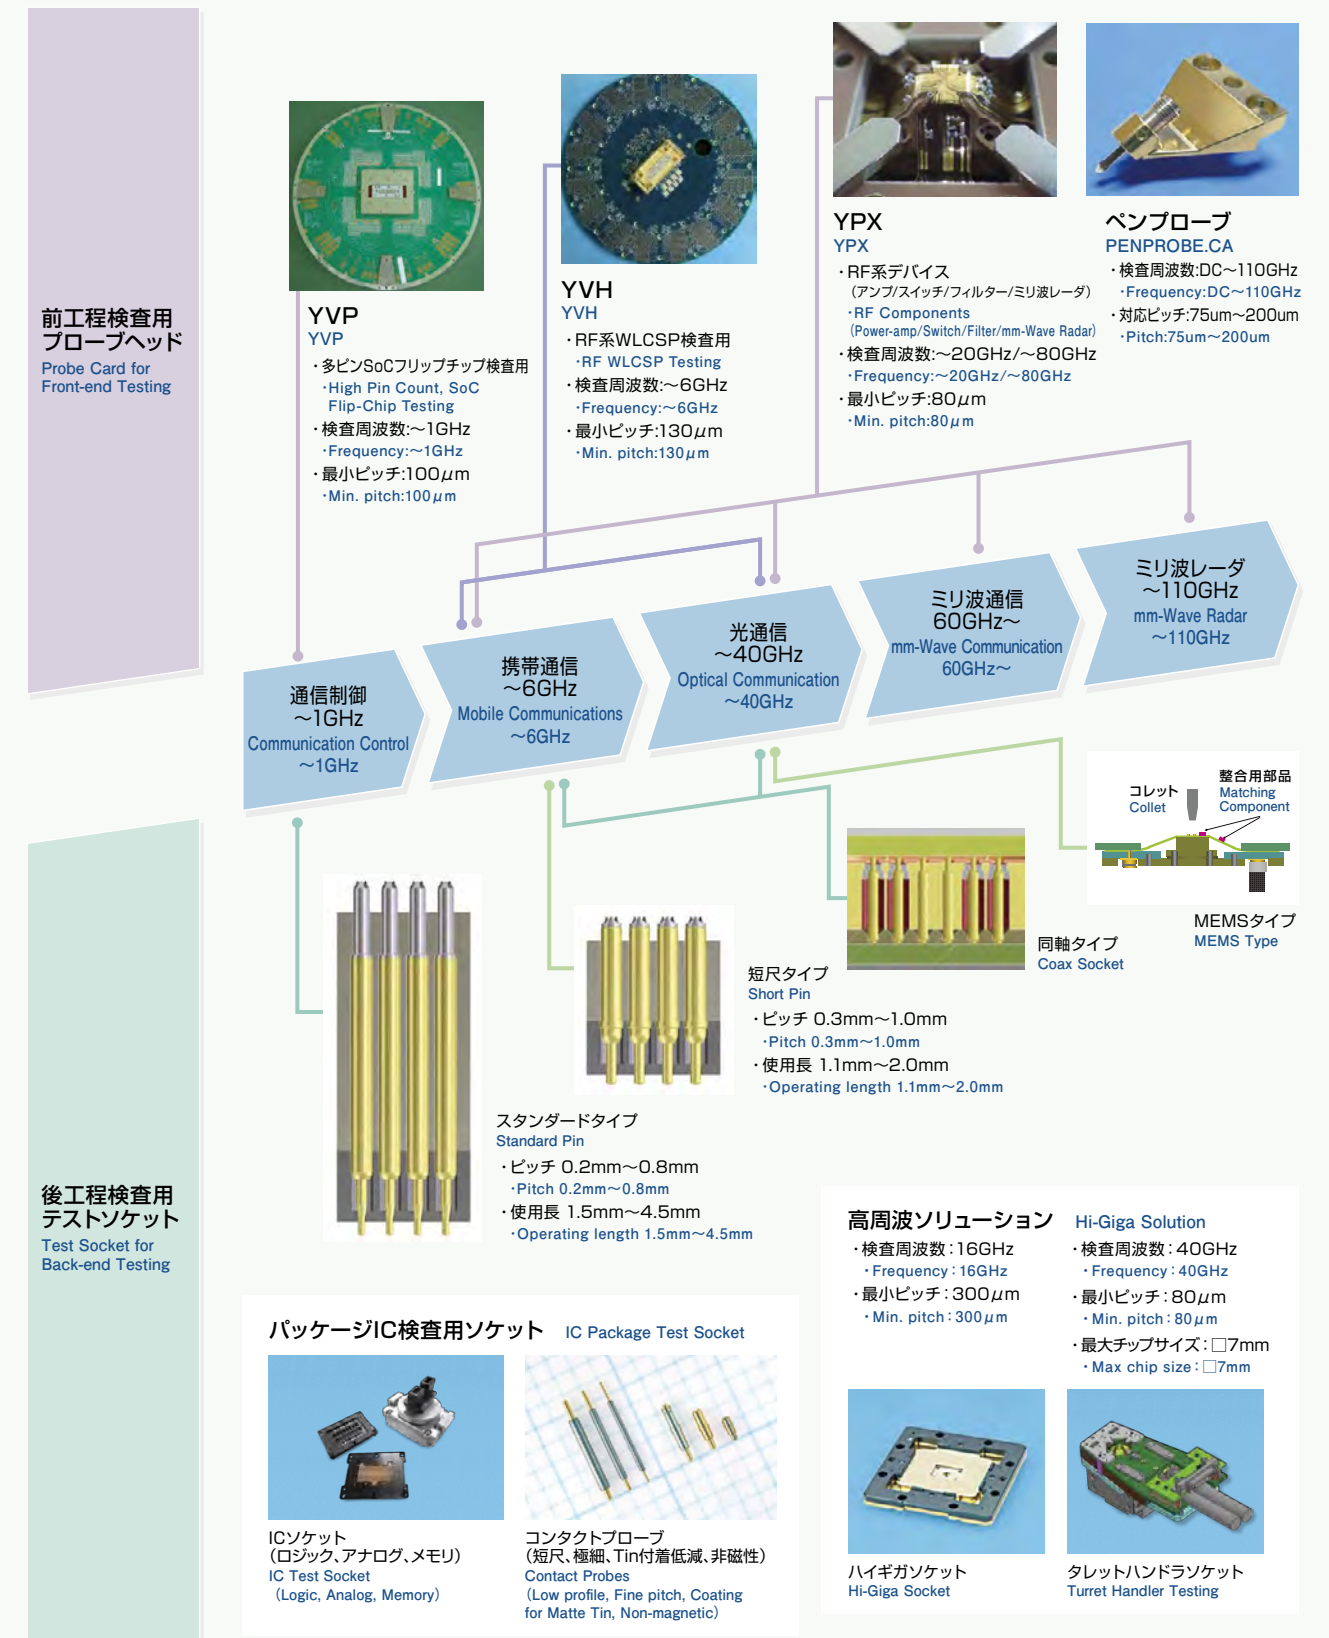 前工程検査用
プローブヘッド
Probe Card for
Front-end Testing
YVP
YVP
・多ピンSoCフリップチップ検査用
・High Pin Count, SoC
Flip-Chip Testing
・検査周波数:～1GHz
・Frequency:～1GHz
・最小ピッチ:100μm
・Min. pitch:100μm
YVH
YVH
・RF系WLCSP検査用
・RF WLCSP Testing
・検査周波数:～6GHz
・Frequency:～6GHz
・最小ピッチ:130μm
・Min. pitch:130μm
YPX
YPX
・RF系デバイス
（アンプ/スイッチ/フィルター/ミリ波レーダ）
・RF Components
（Power-amp/Switch/Filter/mm-Wave Radar）
・検査周波数:～20GHz/～80GHz
・Frequency:～20GHz/～80GHz
・最小ピッチ:80μm
・Min. pitch:80μm
ペンプローブ
PENPROBE.CA
・検査周波数:DC～110GHz
・Frequency:DC～110GHz
・対応ピッチ:75um～200um
・Pitch:75um～200um
通信制御
～1GHz
Communication Control
～1GHz
携帯通信
～6GHz
Mobile Communications
～6GHz
光通信
～40GHz
Optical Communication
～40GHz
ミリ波通信
60GHz～
mm-Wave Communication
60GHz～
ミリ波レーダ
～110GHz
mm-Wave Radar
～110GHz
後工程検査用
テストソケット
Test Socket for
Back-end Testing
コレット
Collet
整合用部品
Matching
Component
MEMSタイプ
MEMS Type
同軸タイプ
Coax Socket
短尺タイプ
Short Pin
・ピッチ 0.3mm～1.0mm
・Pitch 0.3mm～1.0mm
・使用長 1.1mm～2.0mm
・Operating length 1.1mm～2.0mm
スタンダードタイプ
Standard Pin
・ピッチ 0.2mm～0.8mm
・Pitch 0.2mm～0.8mm
・使用長 1.5mm～4.5mm
・Operating length 1.5mm～4.5mm
パッケージIC検査用ソケット IC Package Test Socket
ICソケット
（ロジック、アナログ、メモリ）
IC Test Socket
（Logic, Analog, Memory）
コンタクトプローブ
（短尺、極細、Tin付着低減、非磁性）
Contact Probes
（Low profile, Fine pitch, Coating
for Matte Tin, Non-magnetic）
高周波ソリューション Hi-Giga Solution
・検査周波数：16GHz
・Frequency：16GHz
・最小ピッチ：300μm
・Min. pitch：300μm
・検査周波数：40GHz
・Frequency：40GHz
・最小ピッチ：80μm
・Min. pitch：80μm
・最大チップサイズ：□7mm
・Max chip size：□7mm
ハイギガソケット
Hi-Giga Socket
タレットハンドラソケット
Turret Handler Testing